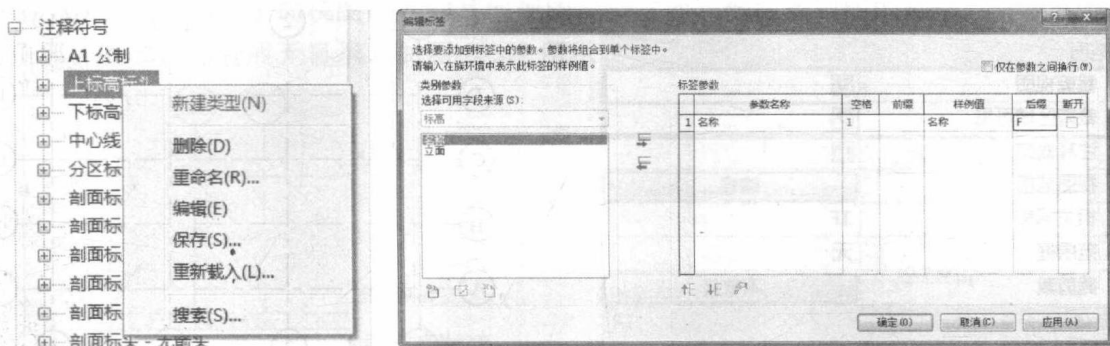 注释符号
A1 公制
上标高标头
下标高
中心线
分区标
剖面标
剖面标
剖面标
剖面标
剖面标
剖面标头 - 无箭头
新建类型(N)
删除(D)
重命名(R)...
编辑(E)
保存(S)...
重新载入(L)...
搜索(S)...
编辑标签
选择要添加到标签中的参数。参数将组合到单个标签中。
请输入在族环境中表示此标签的样例值。
仅在参数之间换行(W)
类别参数
选择可用字段来源(S):
标高
立面
标签参数
参数名称 空格 前缀 样例值 后缀 断开
1 名称 1 名称 F
确定(O) 取消(C) 应用(A)